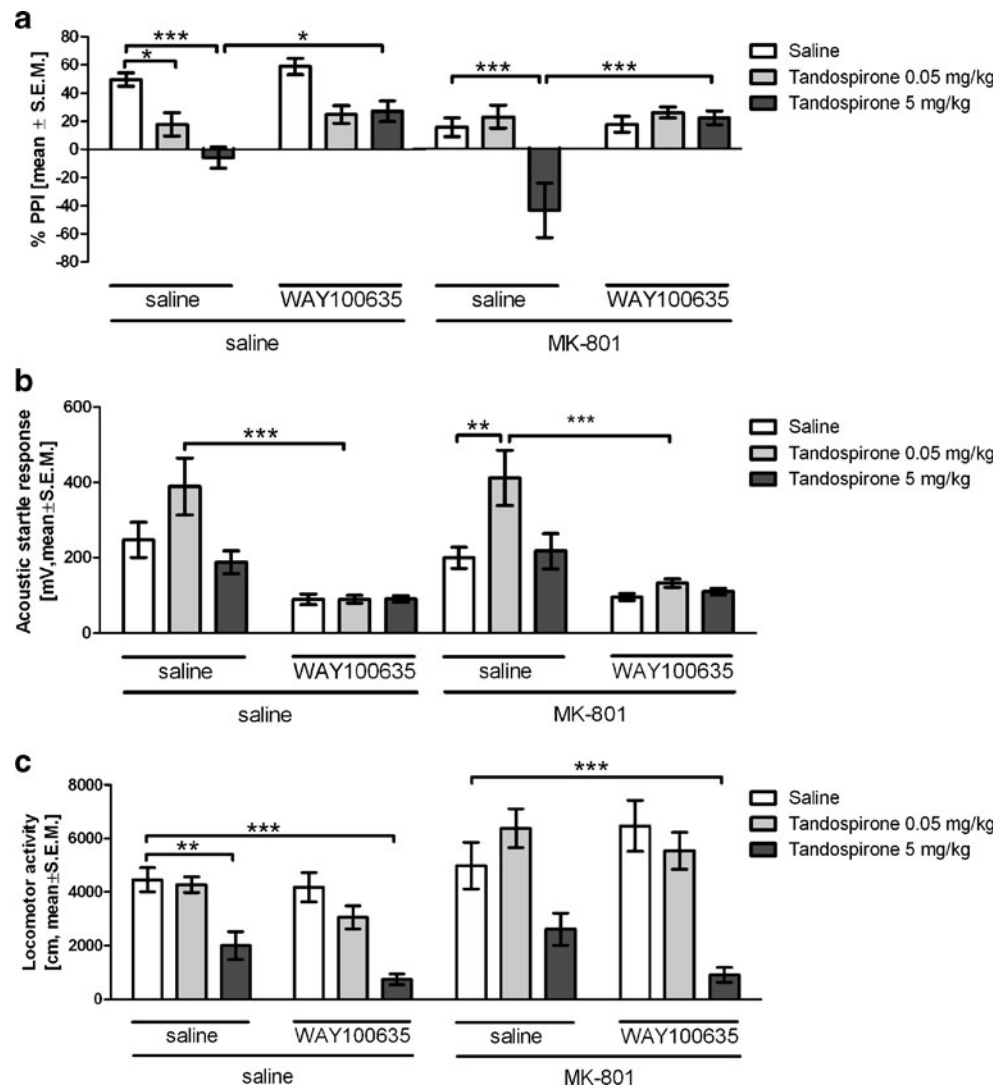 a
***
*
*
***
***
80
60
40
20
0
-20
-40
-60
-80
% PPI [mean ± S.E.M.]
Saline
Tandospirone 0.05 mg/kg
Tandospirone 5 mg/kg
saline
WAY100635
saline
WAY100635
saline
MK-801
b
***
**
***
600
400
200
0
Acoustic startle response
[mV,mean±S.E.M.]
Saline
Tandospirone 0.05 mg/kg
Tandospirone 5 mg/kg
saline
WAY100635
saline
WAY100635
saline
MK-801
c
***
**
***
8000
6000
4000
2000
0
Locomotor activity
[cm, mean±S.E.M.]
Saline
Tandospirone 0.05 mg/kg
Tandospirone 5 mg/kg
saline
WAY100635
saline
WAY100635
saline
MK-801